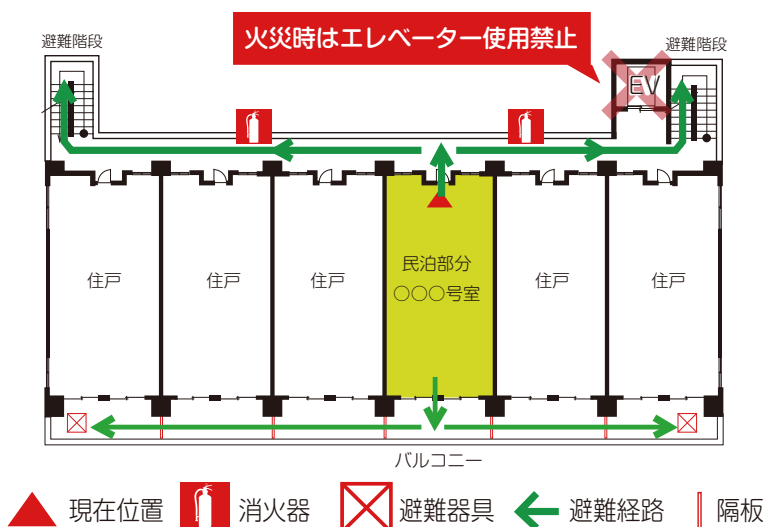 避難階段
火災時はエレベーター使用禁止
避難階段
EV
住戸
住戸
住戸
民泊部分
〇〇〇号室
住戸
住戸
バルコニー
現在位置
消火器
避難器具
避難経路
隔板